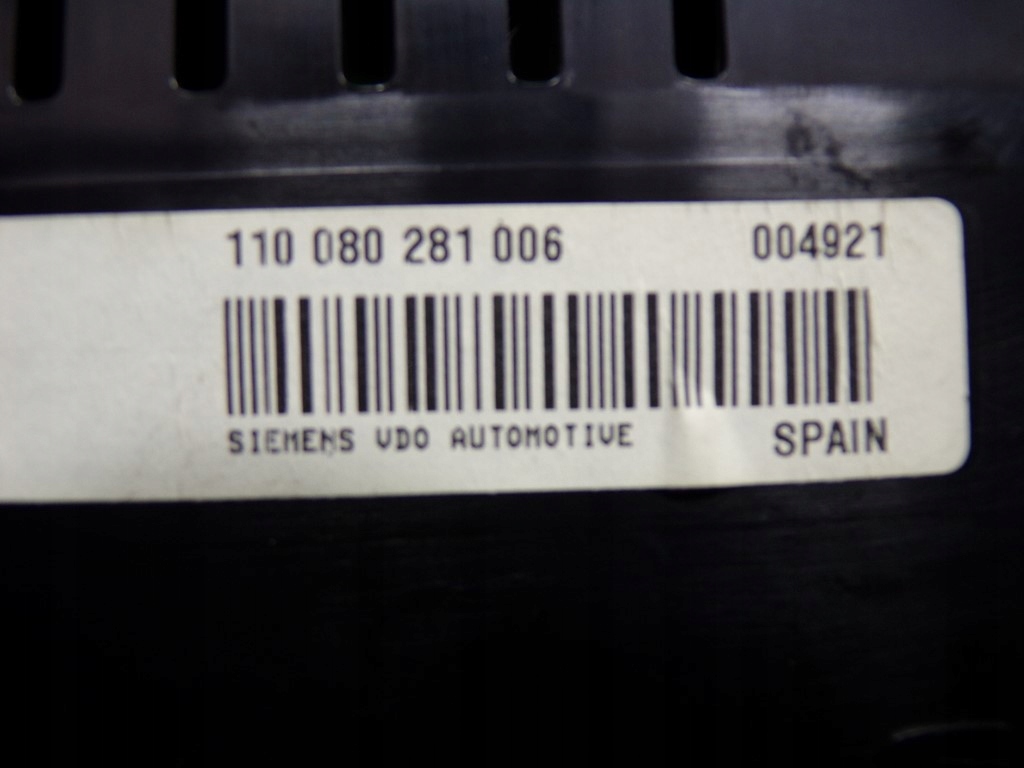 110 080 281 006 004921
SIEMENS VDO AUTOMOTIVE SPAIN